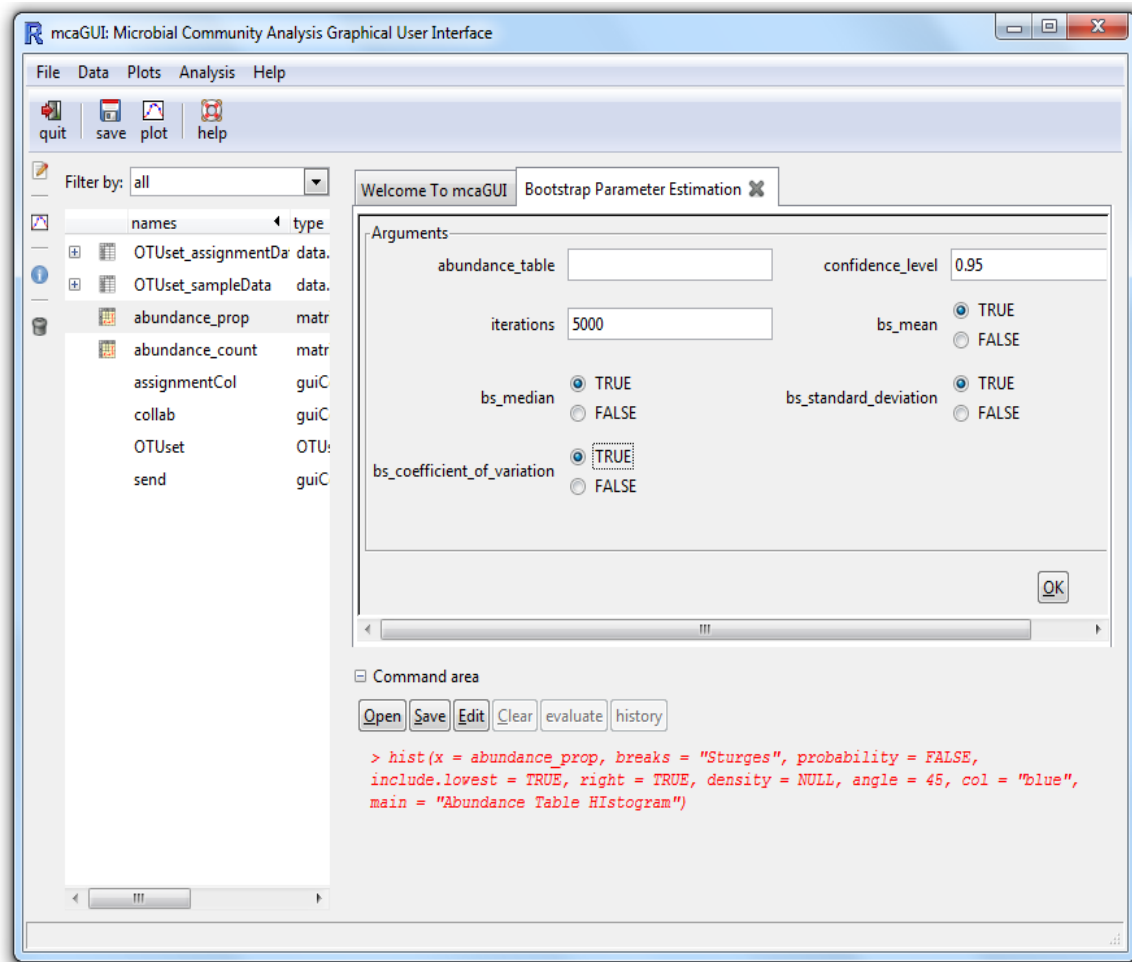 mcaGUI: Microbial Community Analysis Graphical User Interface
File Data Plots Analysis Help
quit save plot help
Filter by: all
names type
OTUset_assignmentDa data.
OTUset_sampleData data.
abundance_prop matr
abundance_count matr
assignmentCol guiC
collab guiC
OTUset OTUs
send guiC
Welcome To mcaGUI Bootstrap Parameter Estimation
Arguments
abundance_table confidence_level 0.95
iterations 5000 bs_mean TRUE
FALSE
bs_median TRUE bs_standard_deviation TRUE
FALSE FALSE
bs_coefficient_of_variation TRUE
FALSE
OK
Command area
Open Save Edit Clear evaluate history
> hist(x = abundance_prop, breaks = "Sturges", probability = FALSE,
include.lowest = TRUE, right = TRUE, density = NULL, angle = 45, col = "blue",
main = "Abundance Table HIstogram")